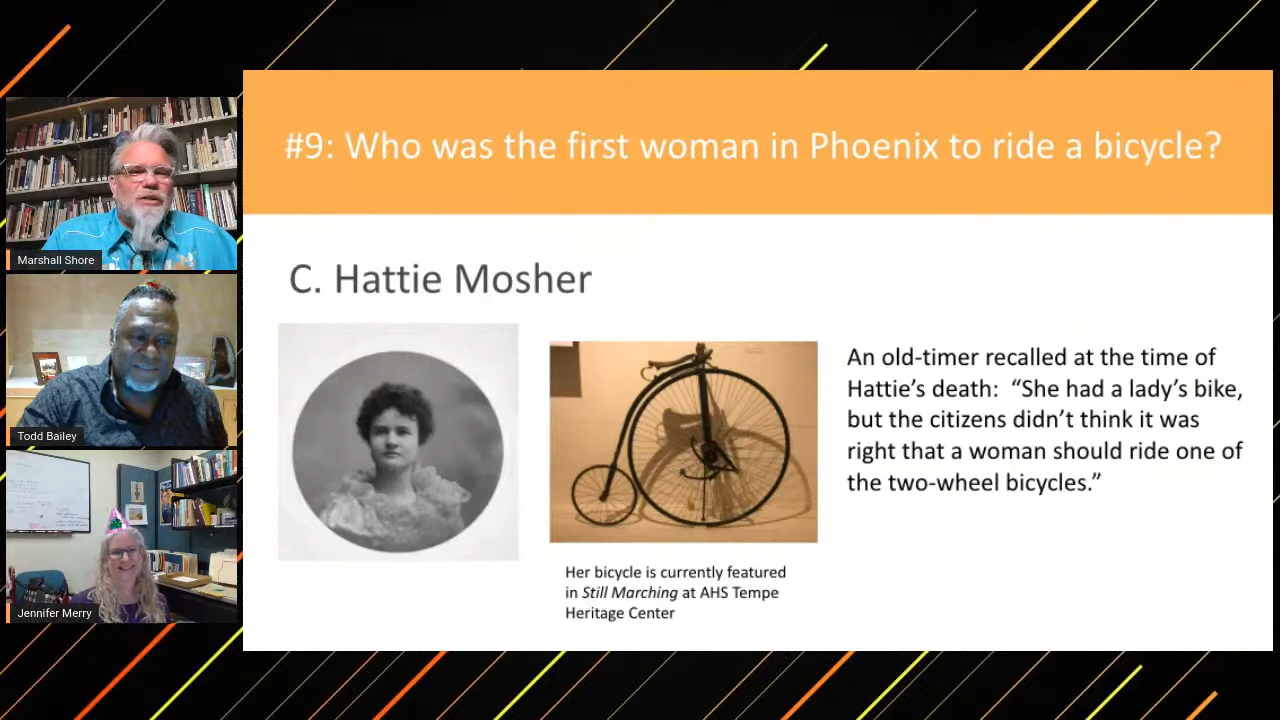 #9: Who was the first woman in Phoenix to ride a bicycle?
C. Hattie Mosher
An old-timer recalled at the time of
Hattie’s death:  “She had a lady’s bike,
but the citizens didn’t think it was
right that a woman should ride one of
the two-wheel bicycles.”
Her bicycle is currently featured
in Still Marching at AHS Tempe
Heritage Center
Marshall Shore
Todd Bailey
Jennifer Merry